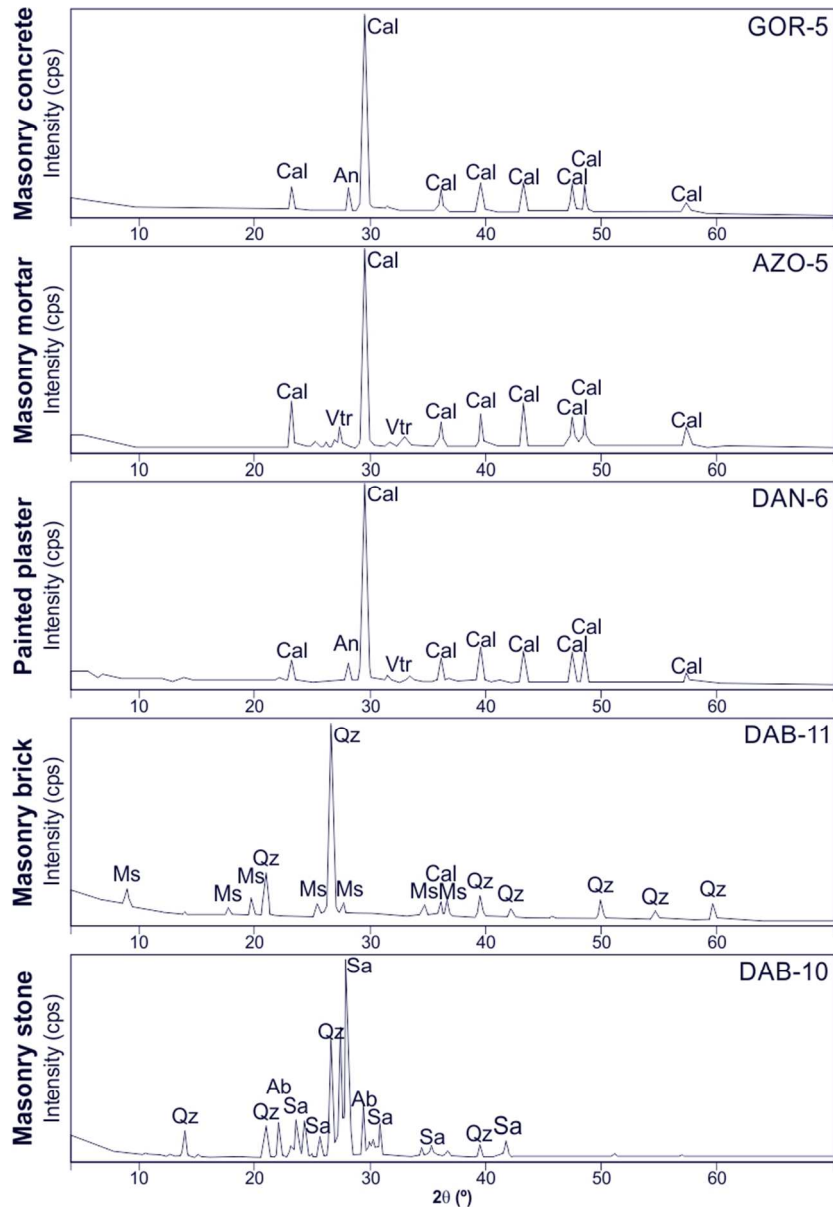 Masonry concrete
Intensity (cps)
GOR-5
Cal
Cal An Cal Cal Cal Cal Cal Cal
10 20 30 40 50 60
Masonry mortar
Intensity (cps)
AZO-5
Cal
Cal Vtr Vtr Cal Cal Cal Cal Cal Cal
10 20 30 40 50 60
Painted plaster
Intensity (cps)
DAN-6
Cal
Cal An Vtr Cal Cal Cal Cal Cal Cal
10 20 30 40 50 60
Masonry brick
Intensity (cps)
DAB-11
Qz
Ms Ms Ms Qz Ms Ms Ms Cal Ms Qz Qz Qz Qz Qz
10 20 30 40 50 60
Masonry stone
Intensity (cps)
DAB-10
Sa
Qz Qz Ab Sa Sa Qz Ab Sa Sa Qz Sa
10 20 30 40 50 60
2θ (º)